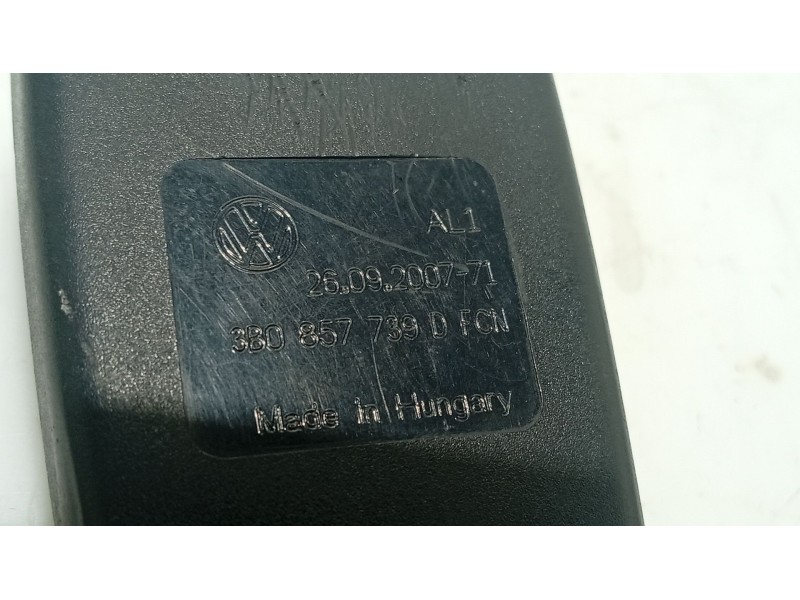 AL1
26.09.2007-71
3B0 857 739 D FCN
Made in Hungary